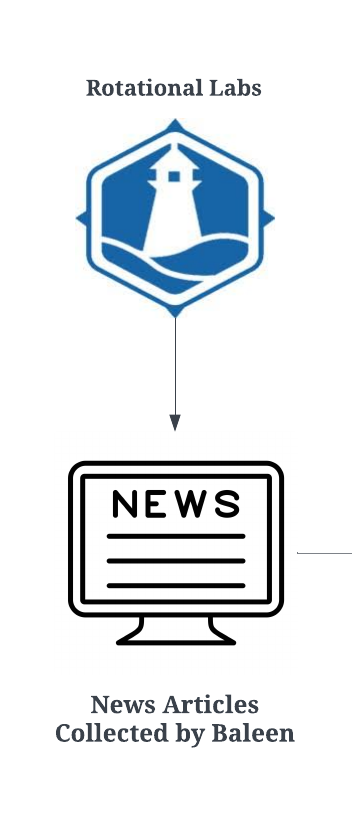 Rotational Labs
NEWS
News Articles
Collected by Baleen